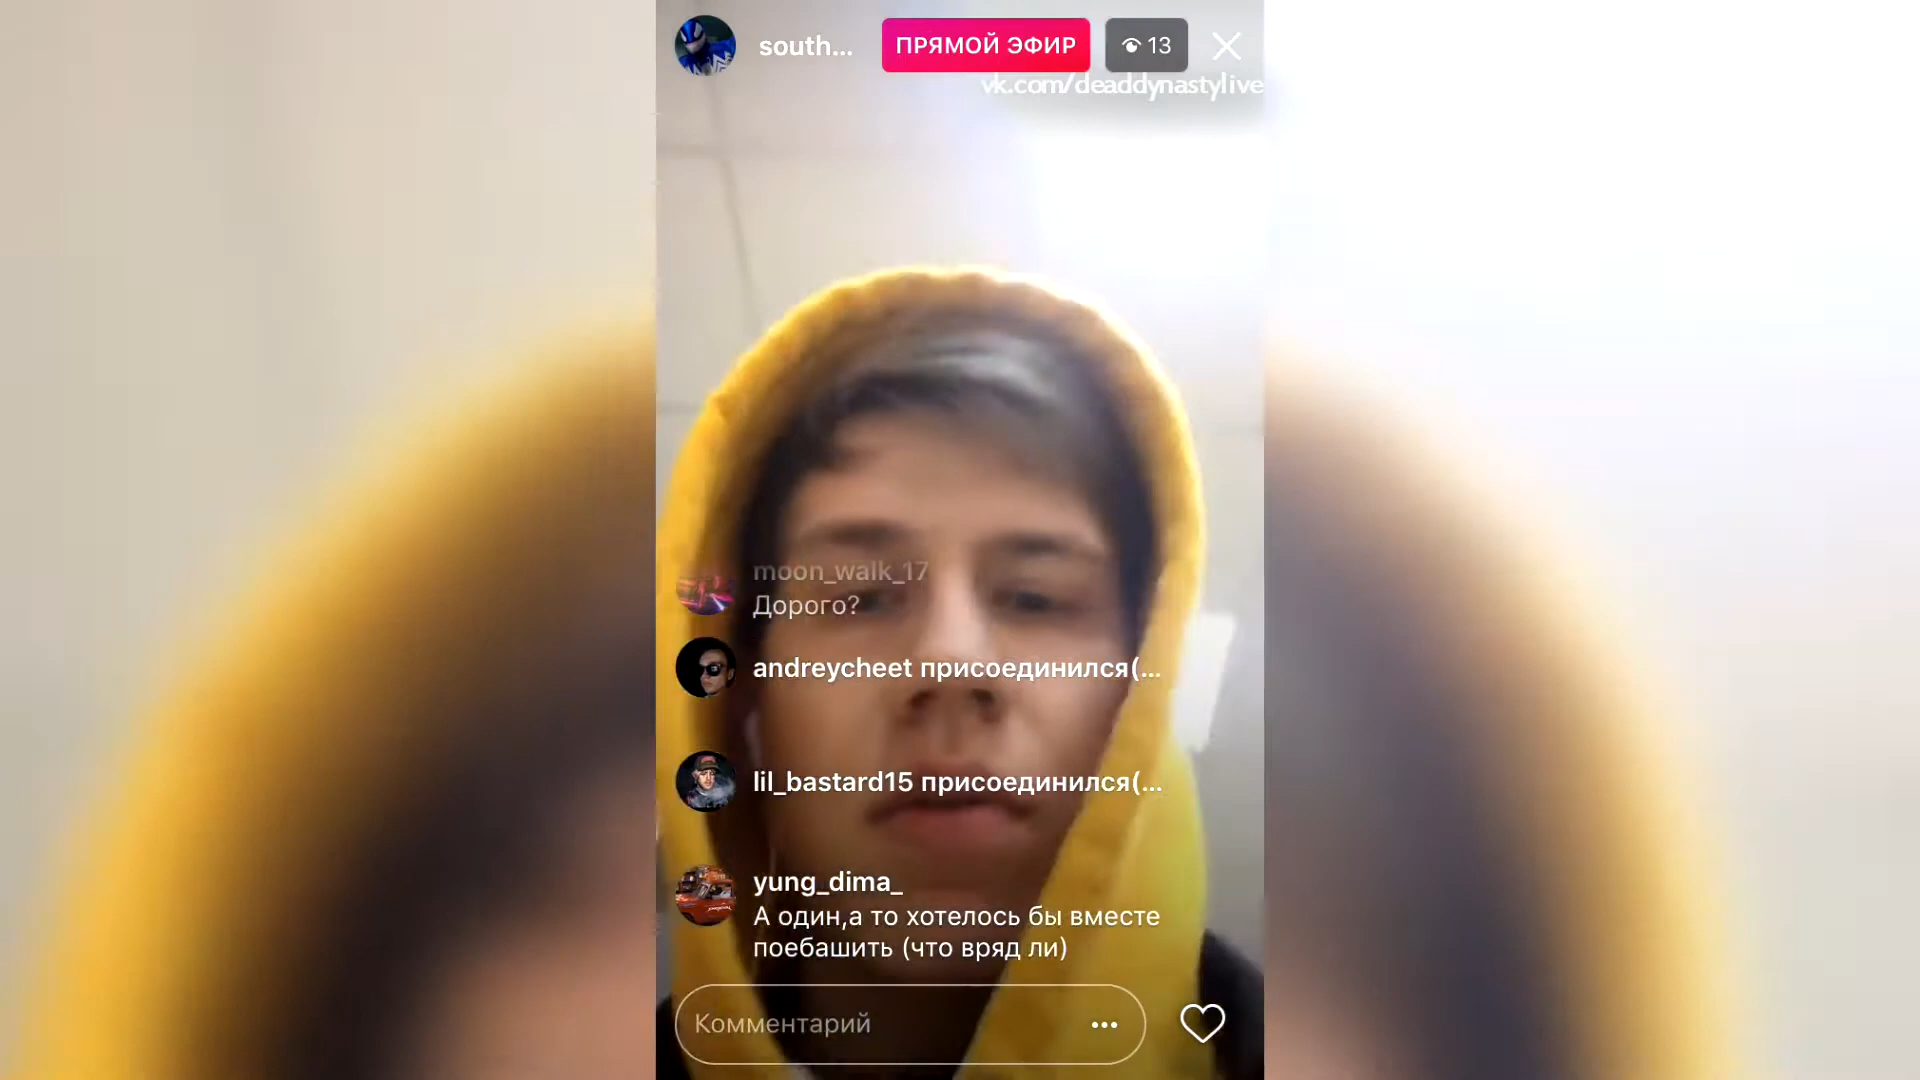 south...
ПРЯМОЙ ЭФИР
13
vk.com/deaddynastylive
moon_walk_17
Дорого?
andreycheet присоединился(...
lil_bastard15 присоединился(...
yung_dima_
А один,а то хотелось бы вместе
поебашить (что вряд ли)
Комментарий